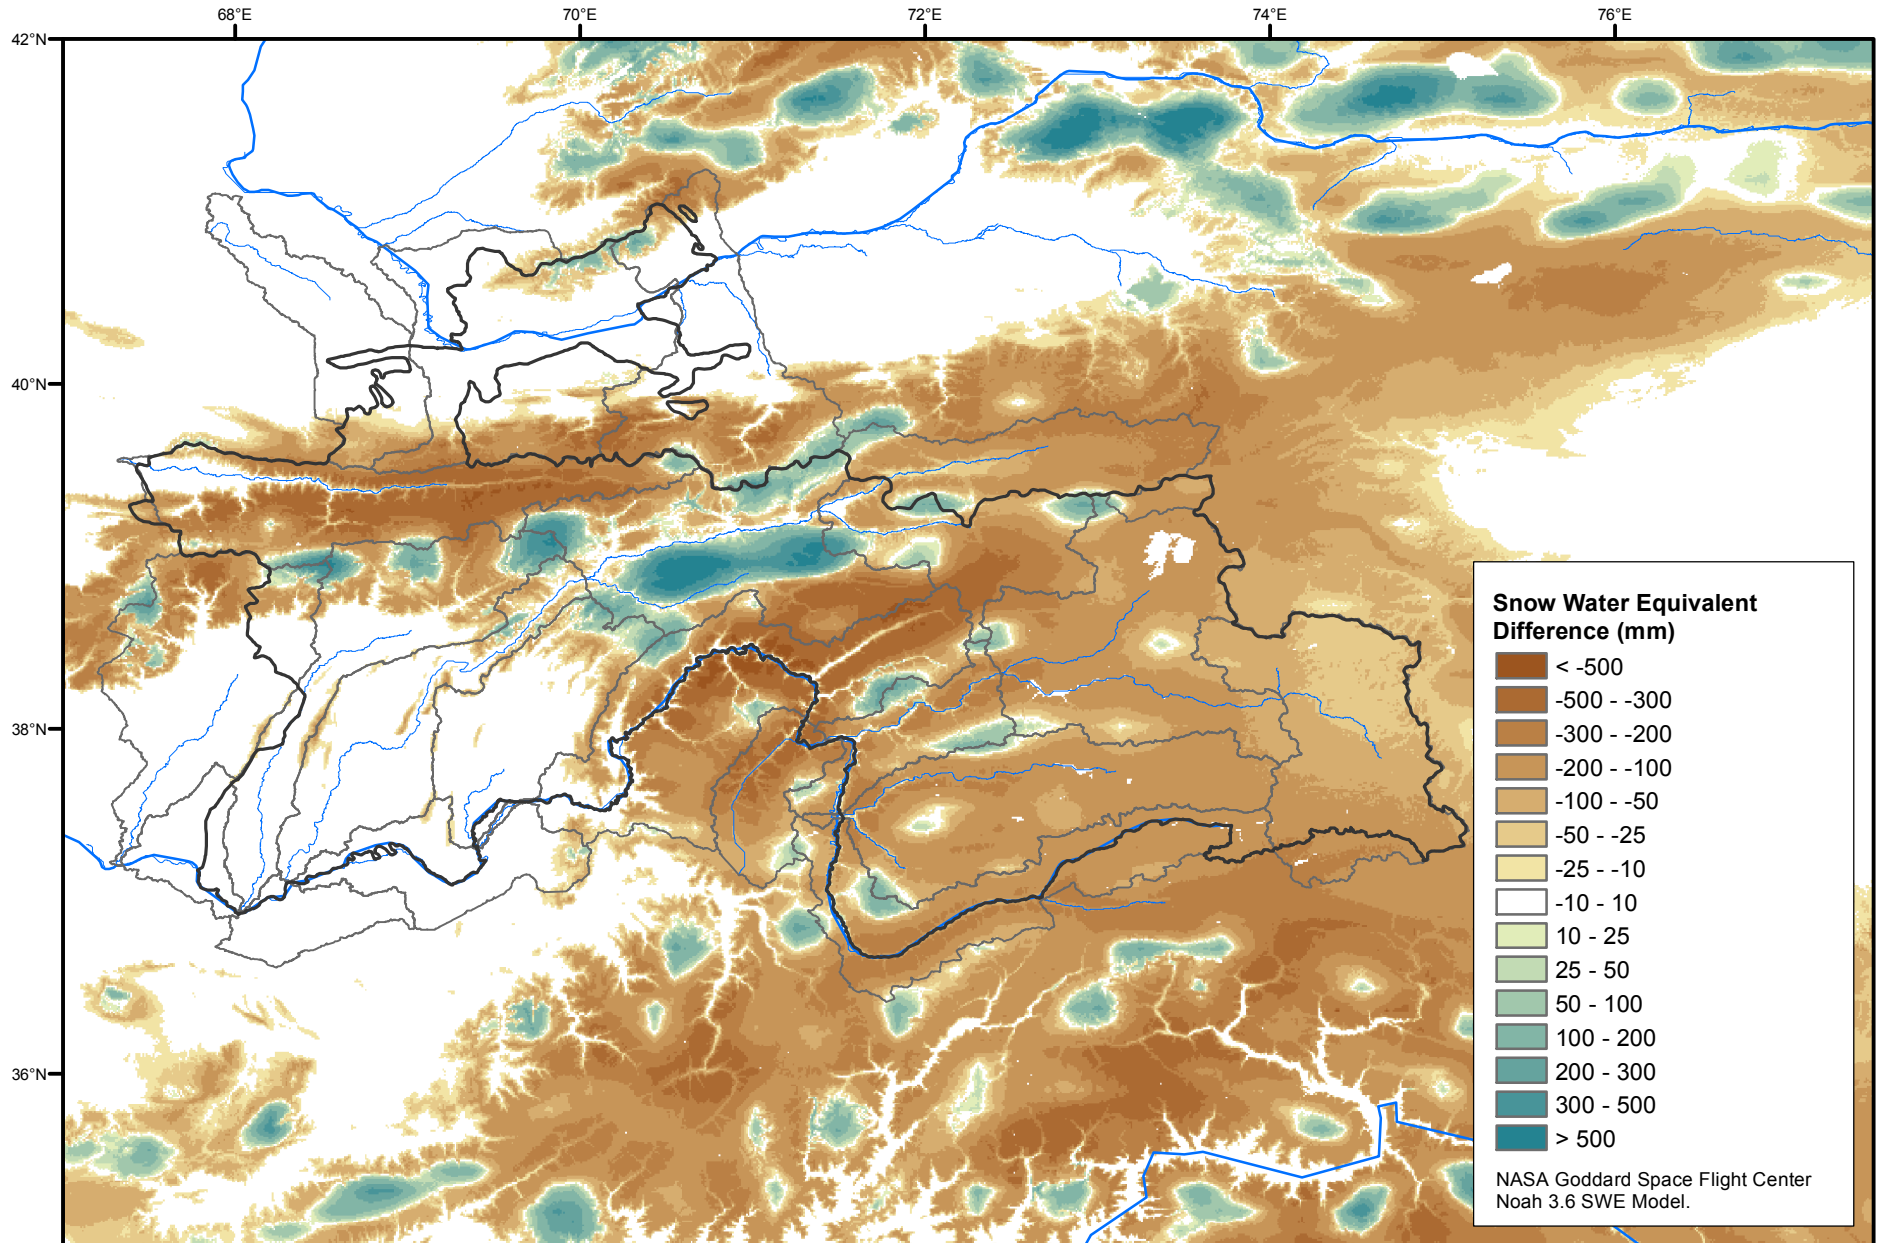 68°E
70°E
72°E
74°E
76°E
42°N
40°N
38°N
36°N
Snow Water Equivalent
Difference (mm)
< -500
-500 - -300
-300 - -200
-200 - -100
-100 - -50
-50 - -25
-25 - -10
-10 - 10
10 - 25
25 - 50
50 - 100
100 - 200
200 - 300
300 - 500
> 500
NASA Goddard Space Flight Center
Noah 3.6 SWE Model.